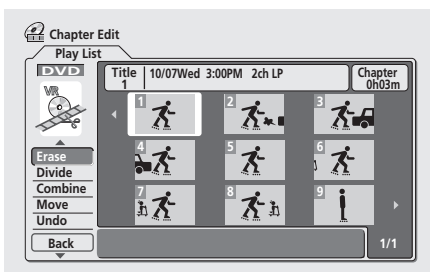 Chapter Edit
Play List
DVD
VR
Title 1
10/07Wed 3:00PM 2ch LP
Chapter 0h03m
1
2
3
4
5
6
7
8
9
Erase
Divide
Combine
Move
Undo
Back
1/1